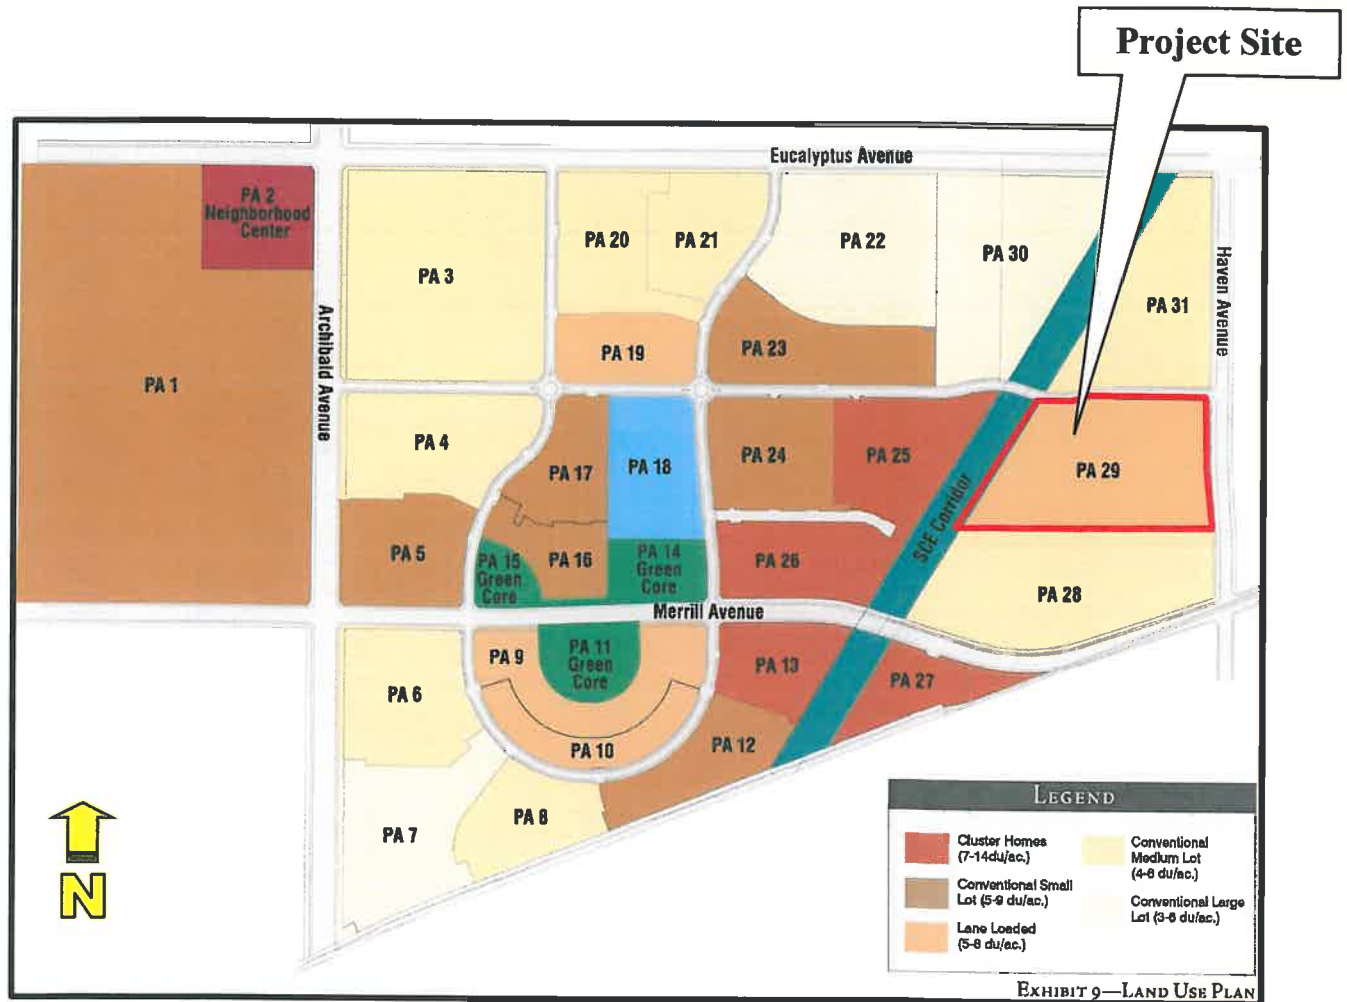 Project Site
Eucalyptus Avenue
PA 2
Neighborhood
Center
PA 20
PA 21
PA 22
PA 30
PA 3
PA 31
Haven Avenue
Archibald Avenue
PA 19
PA 23
PA 1
PA 4
PA 17
PA 18
PA 24
PA 25
PA 29
SCE Corridor
PA 5
PA 15
Green
Core
PA 16
PA 14
Green
Core
PA 26
PA 28
Merrill Avenue
PA 9
PA 11
Green
Core
PA 13
PA 27
PA 6
PA 10
PA 12
PA 7
PA 8
N
LEGEND
Cluster Homes
(7-14du/ac.)
Conventional Small
Lot (5-9 du/ac.)
Lane Loaded
(5-8 du/ac.)
Conventional
Medium Lot
(4-6 du/ac.)
Conventional Large
Lot (3-6 du/ac.)
EXHIBIT 9—LAND USE PLAN